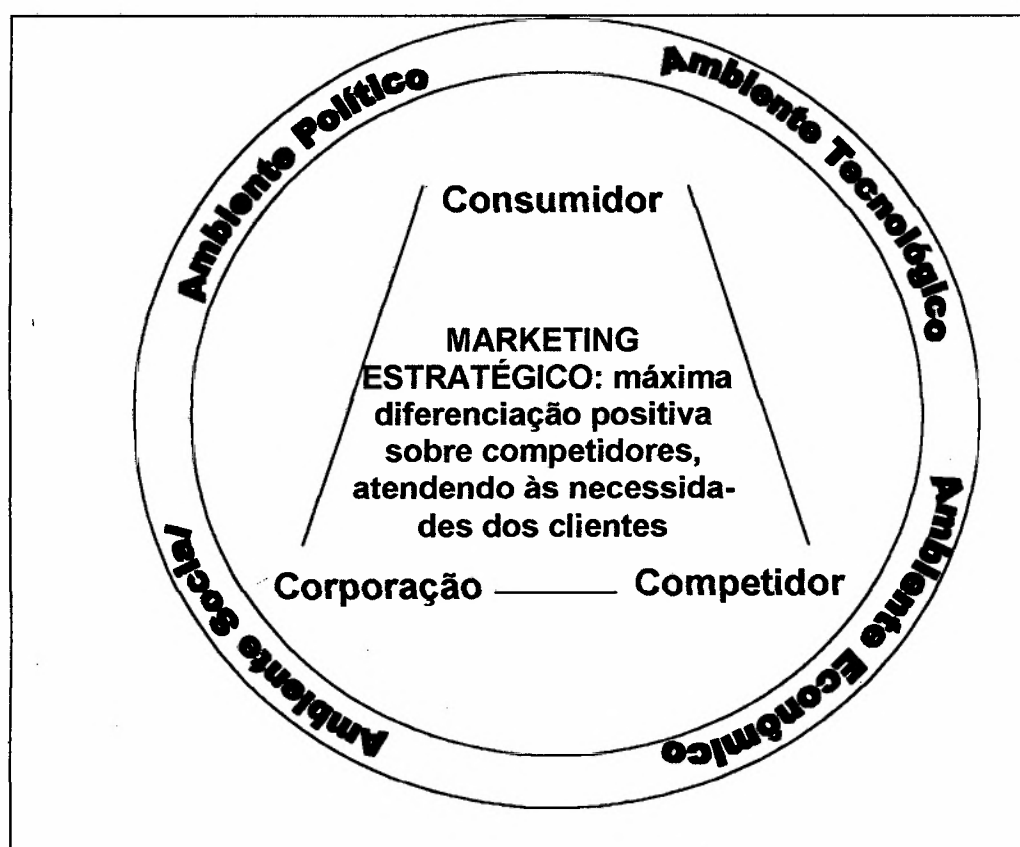 Ambiente Político
Ambiente Tecnológico
Consumidor
MARKETING
ESTRATÉGICO: máxima
diferenciação positiva
sobre competidores,
atendendo às necessida-
des dos clientes
Corporação
Competidor
Ambiente Social
Ambiente Econômico